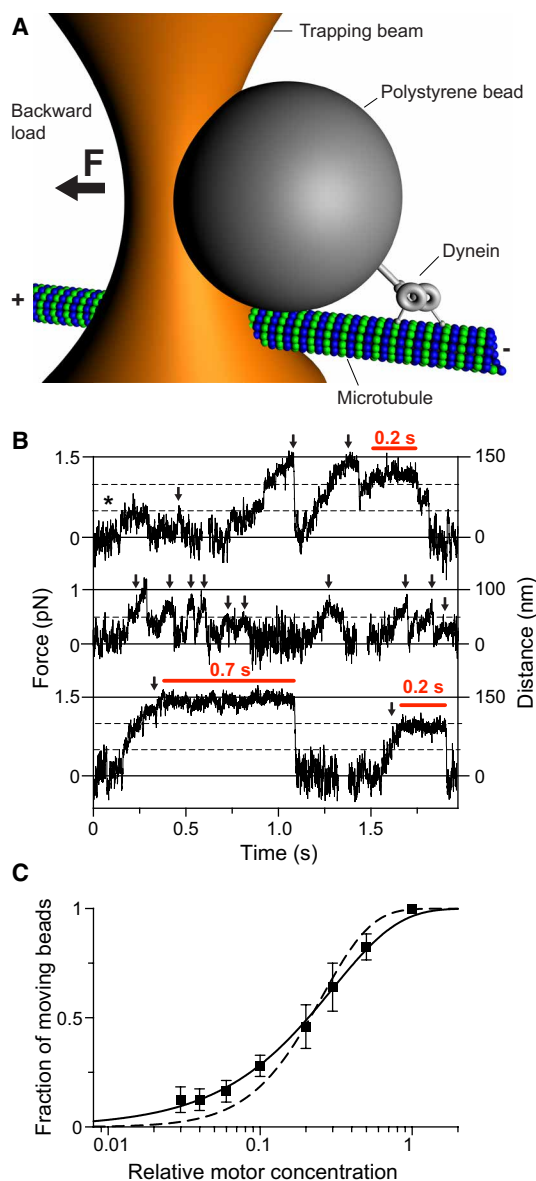 A
Trapping beam
Polystyrene bead
Backward
load
F
Dynein
+
-
Microtubule
B
0.2 s
1.5
150
*
0
0
1
100
0
0
Force (pN)
Distance (nm)
0.7 s
0.2 s
1.5
150
0
0
0
0.5
1.0
1.5
Time (s)
C
1
0.5
0
Fraction of moving beads
0.01
0.1
1
Relative motor concentration